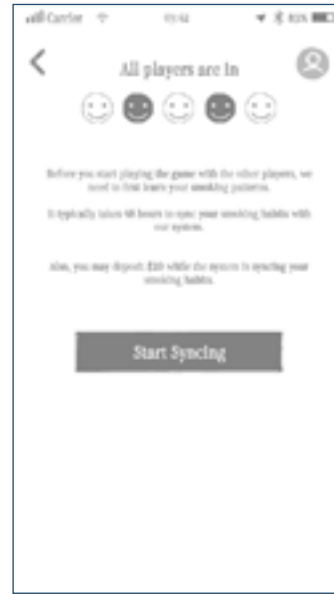 Carrier
All players are in
Before you start playing the game with the other players, we
need to first learn your smoking patterns.
It typically takes 48 hours to sync your smoking habits with
our system.
Also, you may deposit £20 while the system is syncing your
smoking habits.
Start Syncing